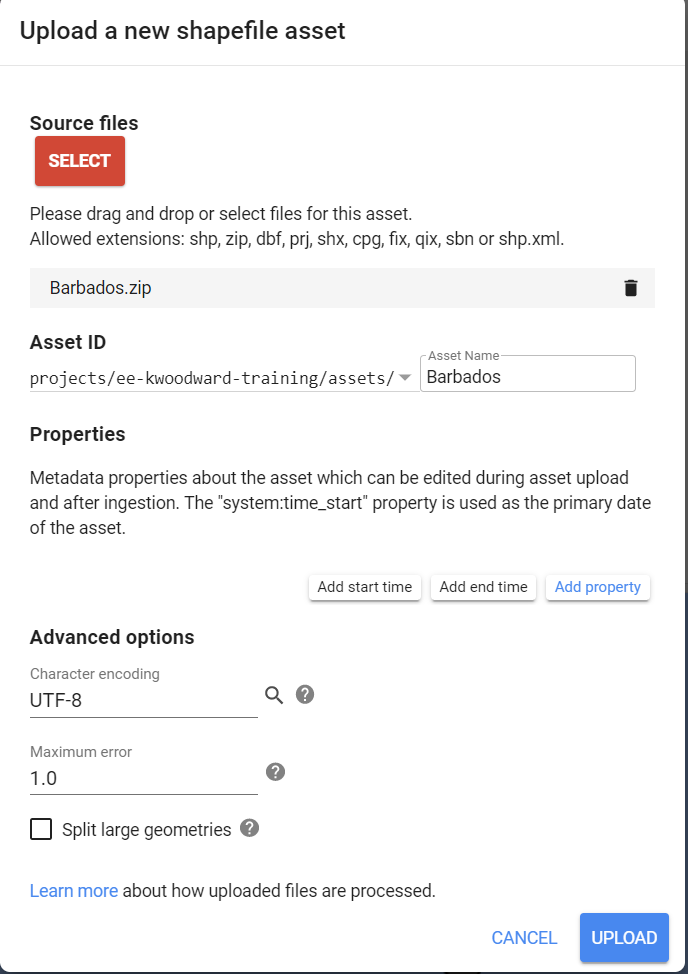 Upload a new shapefile asset
Source files
SELECT
Please drag and drop or select files for this asset.
Allowed extensions: shp, zip, dbf, prj, shx, cpg, fix, qix, sbn or shp.xml.
Barbados.zip
Asset ID
Asset Name
projects/ee-kwoodward-training/assets/ Barbados
Properties
Metadata properties about the asset which can be edited during asset upload
and after ingestion. The "system:time_start" property is used as the primary date
of the asset.
Add start time Add end time Add property
Advanced options
Character encoding
UTF-8
Maximum error
1.0
Split large geometries
Learn more about how uploaded files are processed.
CANCEL UPLOAD